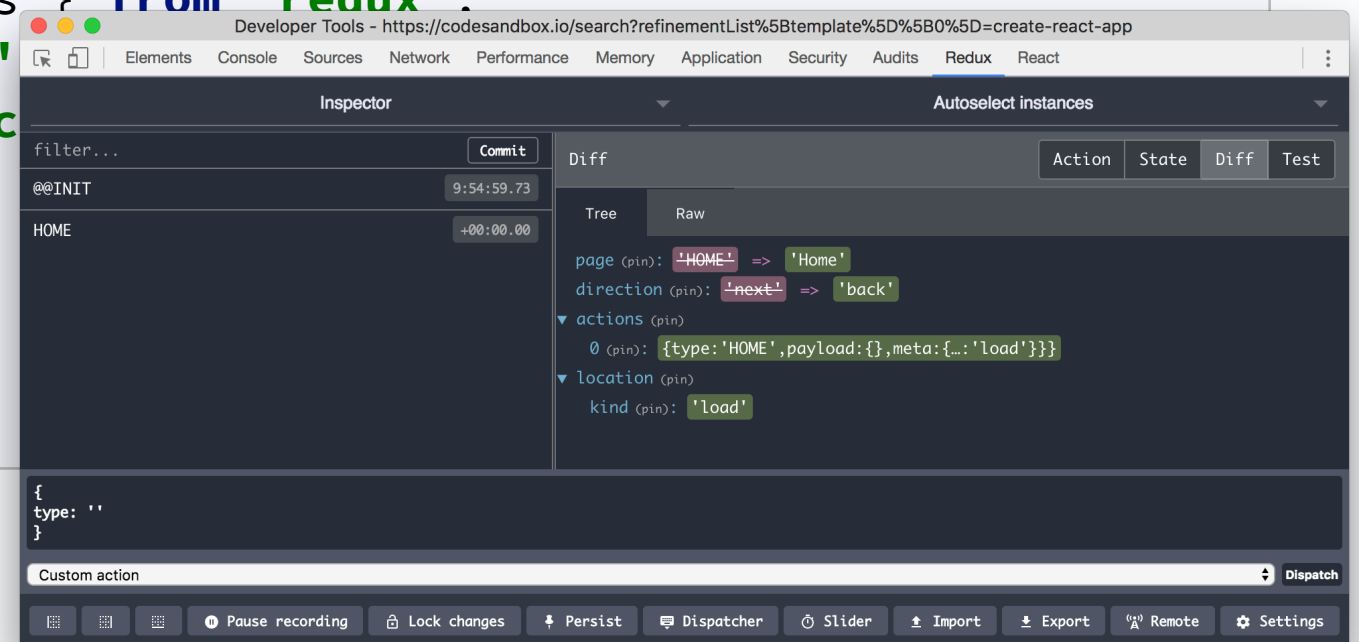 s { from 'redux'.
Developer Tools - https://codesandbox.io/search?refinementList%5Btemplate%5D%5B0%5D=create-react-app
Elements Console Sources Network Performance Memory Application Security Audits Redux React
Inspector Autoselect instances
filter... Commit
Diff Action State Diff Test
@@INIT 9:54:59.73
Tree Raw
HOME +00:00.00
page (pin): 'HOME' => 'Home'
direction (pin): 'next' => 'back'
actions (pin)
0 (pin): {type:'HOME',payload:{},meta:{…:'load'}}}
location (pin)
kind (pin): 'load'
{
type: ''
}
Custom action Dispatch
Pause recording Lock changes Persist Dispatcher Slider Import Export Remote Settings